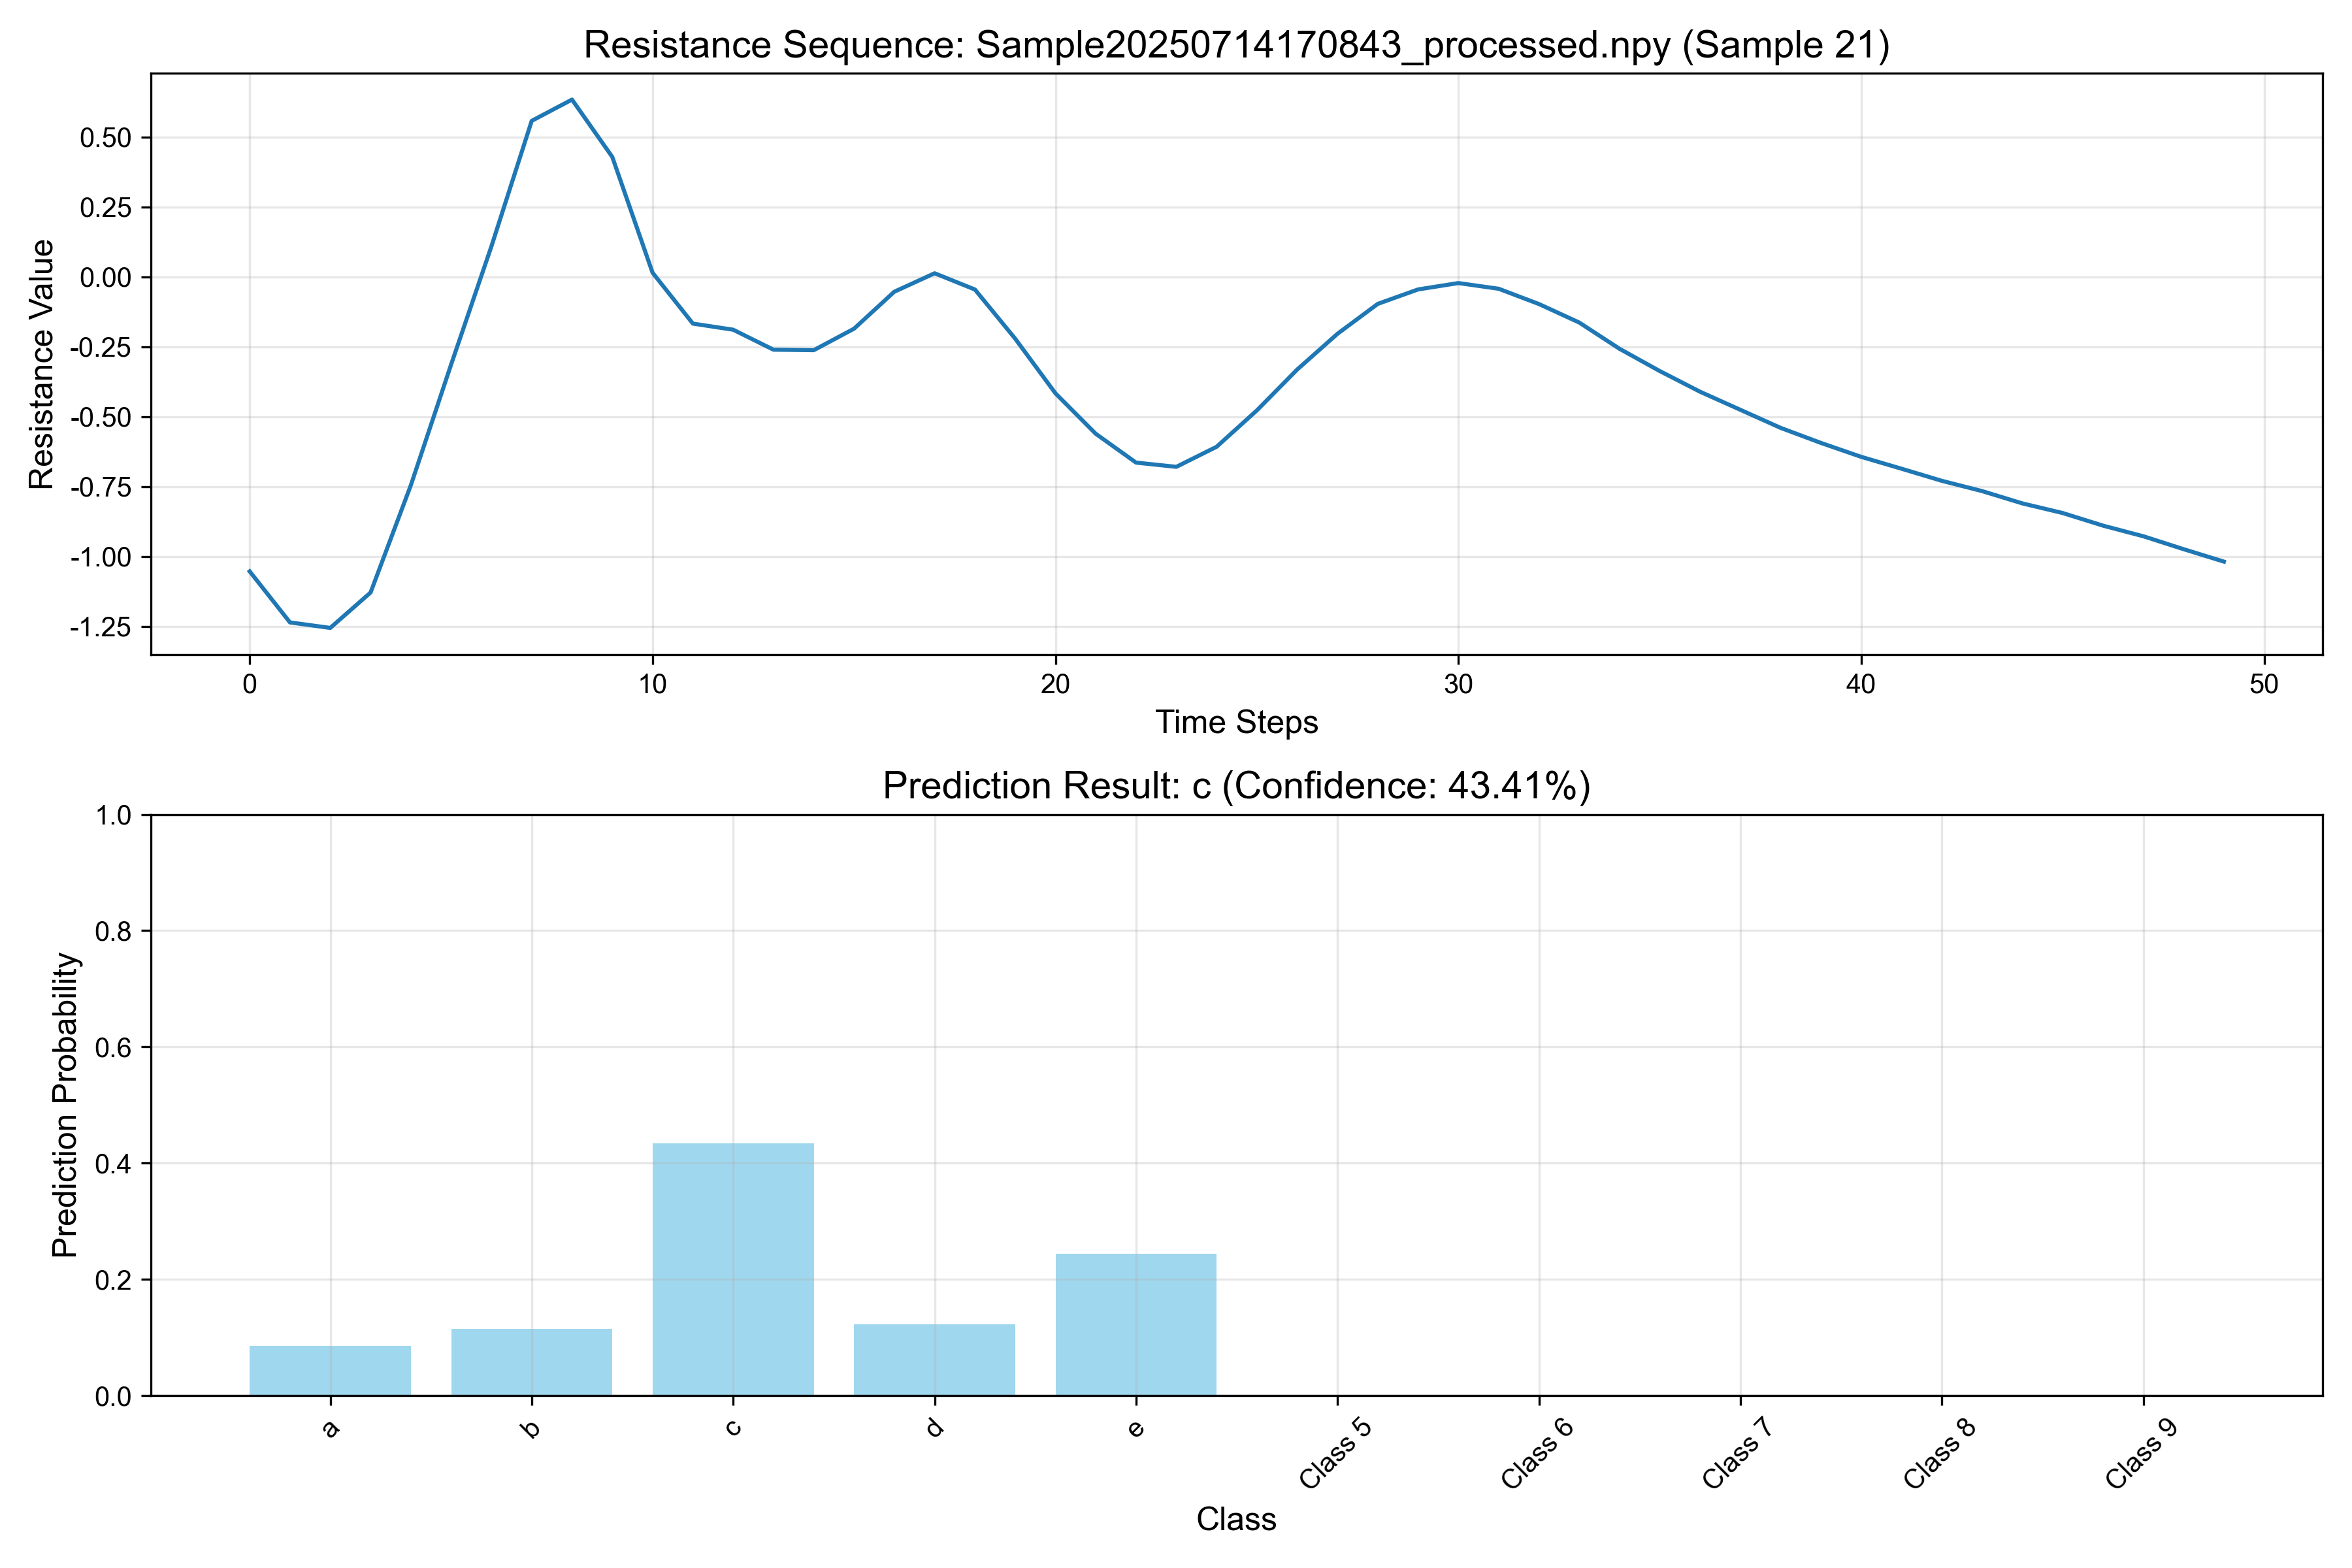 Resistance Sequence: Sample20250714170843_processed.npy (Sample 21)
Resistance Value
0.50
0.25
0.00
-0.25
-0.50
-0.75
-1.00
-1.25
0 10 20 30 40 50
Time Steps
Prediction Result: c (Confidence: 43.41%)
Prediction Probability
1.0
0.8
0.6
0.4
0.2
0.0
a b c d e Class 5 Class 6 Class 7 Class 8 Class 9
Class